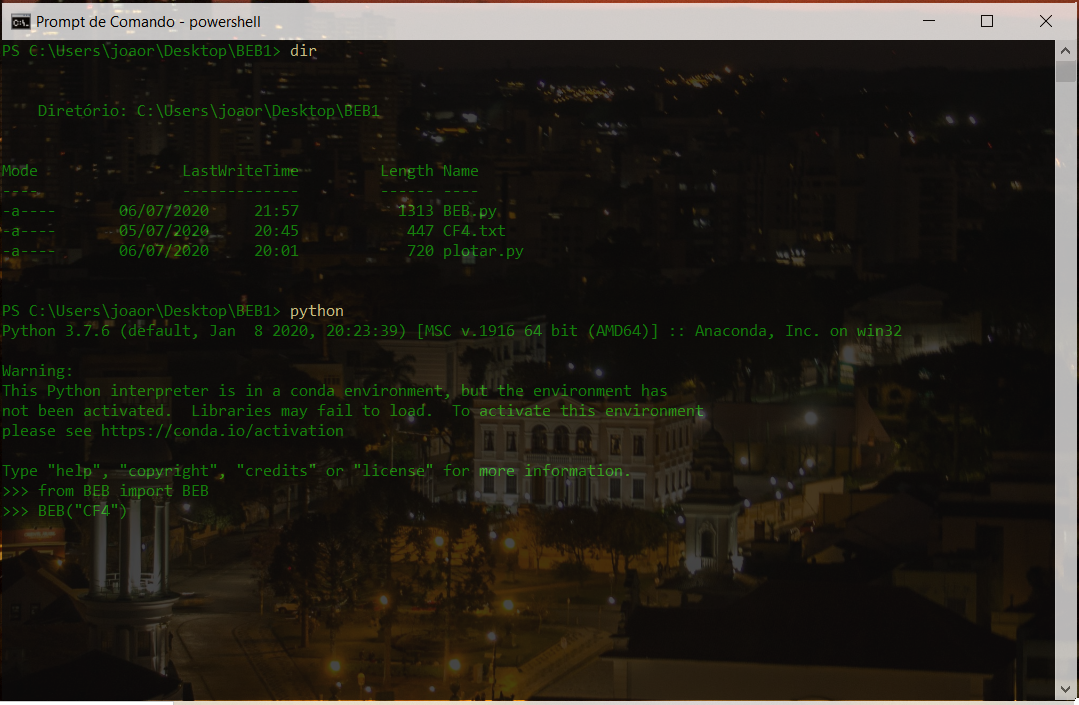 Prompt de Comando - powershell
PS C:\Users\joaor\Desktop\BEB1> dir
Diretório: C:\Users\joaor\Desktop\BEB1
Mode LastWriteTime Length Name
---- ------------- ------ ----
-a---- 06/07/2020 21:57 1313 BEB.py
-a---- 05/07/2020 20:45 447 CF4.txt
-a---- 06/07/2020 20:01 720 plotar.py
PS C:\Users\joaor\Desktop\BEB1> python
Python 3.7.6 (default, Jan  8 2020, 20:23:39) [MSC v.1916 64 bit (AMD64)] :: Anaconda, Inc. on win32
Warning:
This Python interpreter is in a conda environment, but the environment has
not been activated.  Libraries may fail to load.  To activate this environment
please see https://conda.io/activation
Type "help", "copyright", "credits" or "license" for more information.
>>> from BEB import BEB
>>> BEB("CF4")